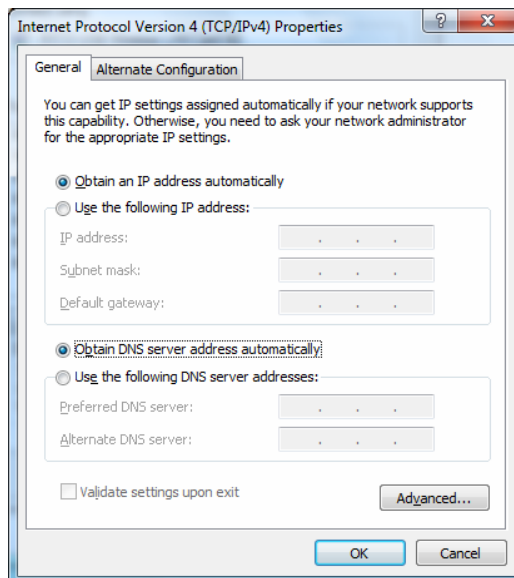 Internet Protocol Version 4 (TCP/IPv4) Properties
?
General
Alternate Configuration
You can get IP settings assigned automatically if your network supports
this capability. Otherwise, you need to ask your network administrator
for the appropriate IP settings.
Obtain an IP address automatically
Use the following IP address:
IP address:
Subnet mask:
Default gateway:
Obtain DNS server address automatically
Use the following DNS server addresses:
Preferred DNS server:
Alternate DNS server:
Validate settings upon exit
Advanced...
OK
Cancel